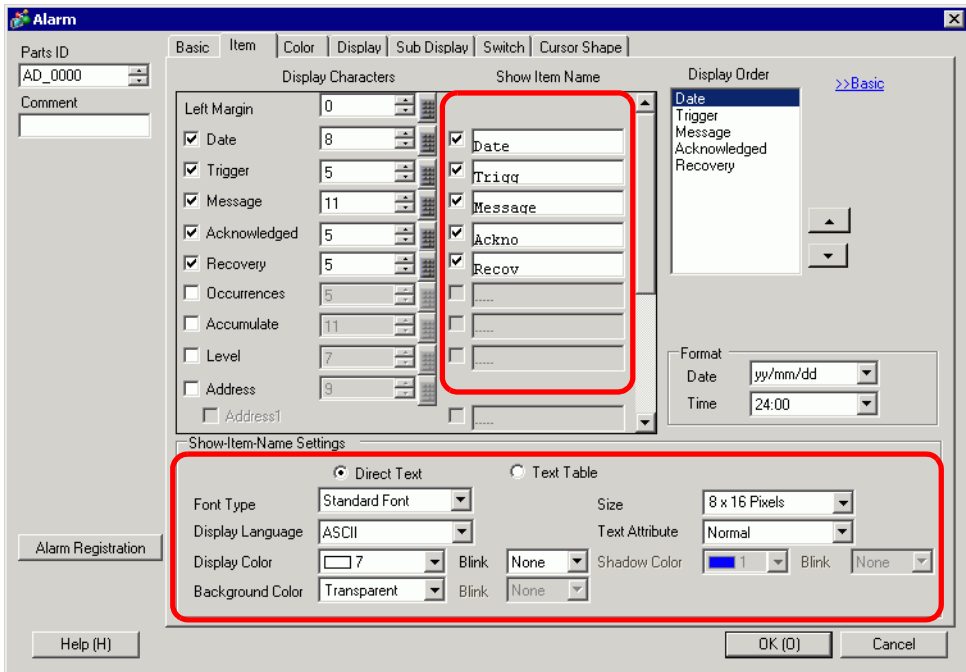 Alarm
Parts ID
AD_0000
Comment
Basic Item Color Display Sub Display Switch Cursor Shape
Display Characters Show Item Name Display Order >>Basic
Left Margin 0
Date 8 Date
Trigger 5 Trigg
Message 11 Message
Acknowledged 5 Ackno
Recovery 5 Recov
Occurrences 5 .....
Accumulate 11 .....
Level 7 .....
Address 9
Address1 .....
Date
Trigger
Message
Acknowledged
Recovery
Format
Date yy/mm/dd
Time 24:00
Show-Item-Name Settings
Direct Text Text Table
Font Type Standard Font Size 8 x 16 Pixels
Display Language ASCII Text Attribute Normal
Display Color 7 Blink None Shadow Color 1 Blink None
Background Color Transparent Blink None
Alarm Registration
Help (H) OK (O) Cancel